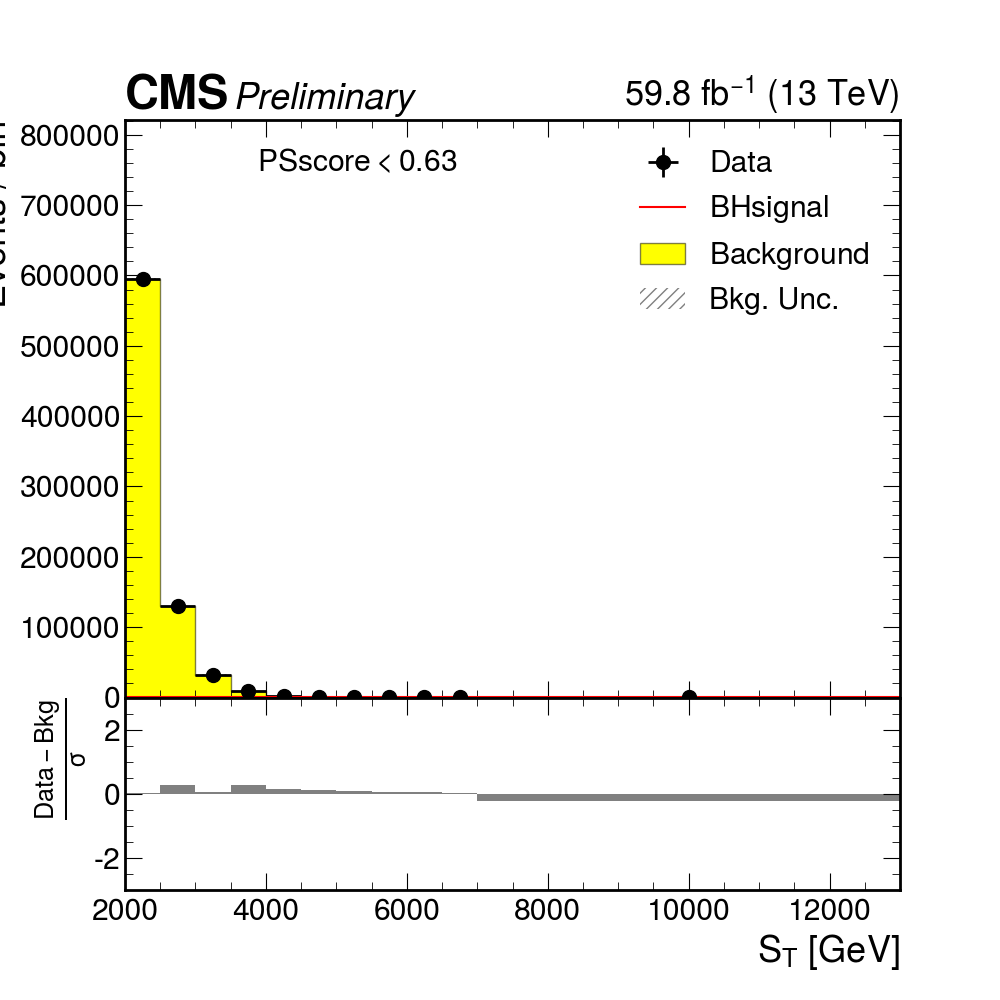 CMS Preliminary 59.8 fb⁻¹ (13 TeV)
800000
700000
600000
500000
400000
300000
200000
100000
0
PSscore < 0.63
Data
BHsignal
Background
Bkg. Unc.
Data – Bkg
σ
2
0
-2
2000 4000 6000 8000 10000 12000
S_T [GeV]